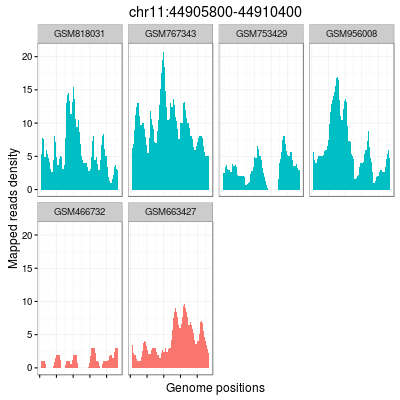 chr11:44905800-44910400
GSM818031 GSM767343 GSM753429 GSM956008
20
15
10
5
0
GSM466732 GSM663427
20
15
10
5
0
Mapped reads density
Genome positions